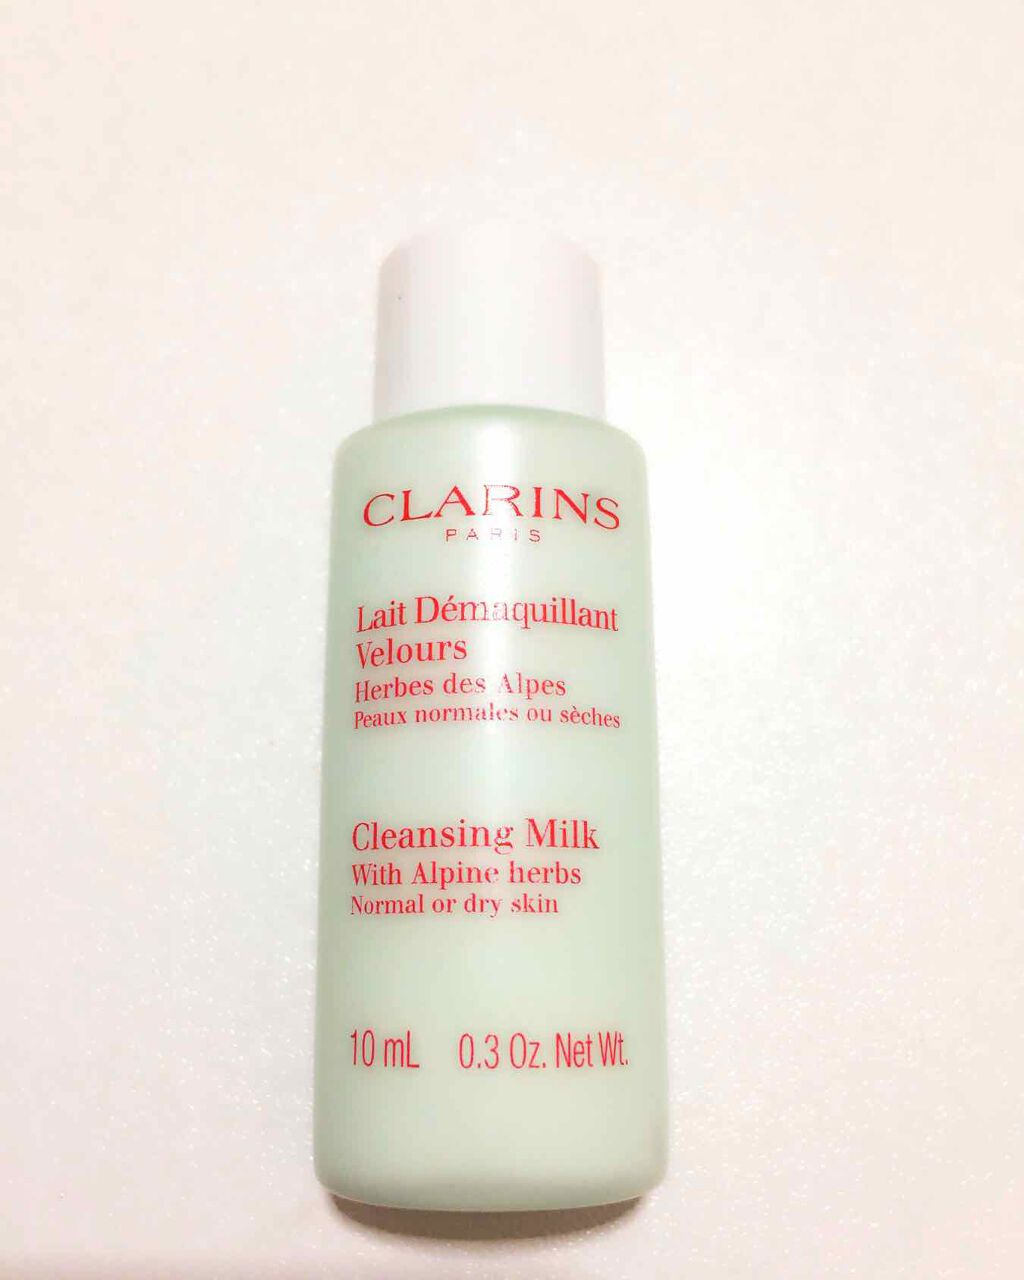 CLARINS
PARIS
Lait Démaquillant
Velours
Herbes des Alpes
Peaux normales ou sèches
Cleansing Milk
With Alpine herbs
Normal or dry skin
10 mL 0.3 Oz. Net Wt.